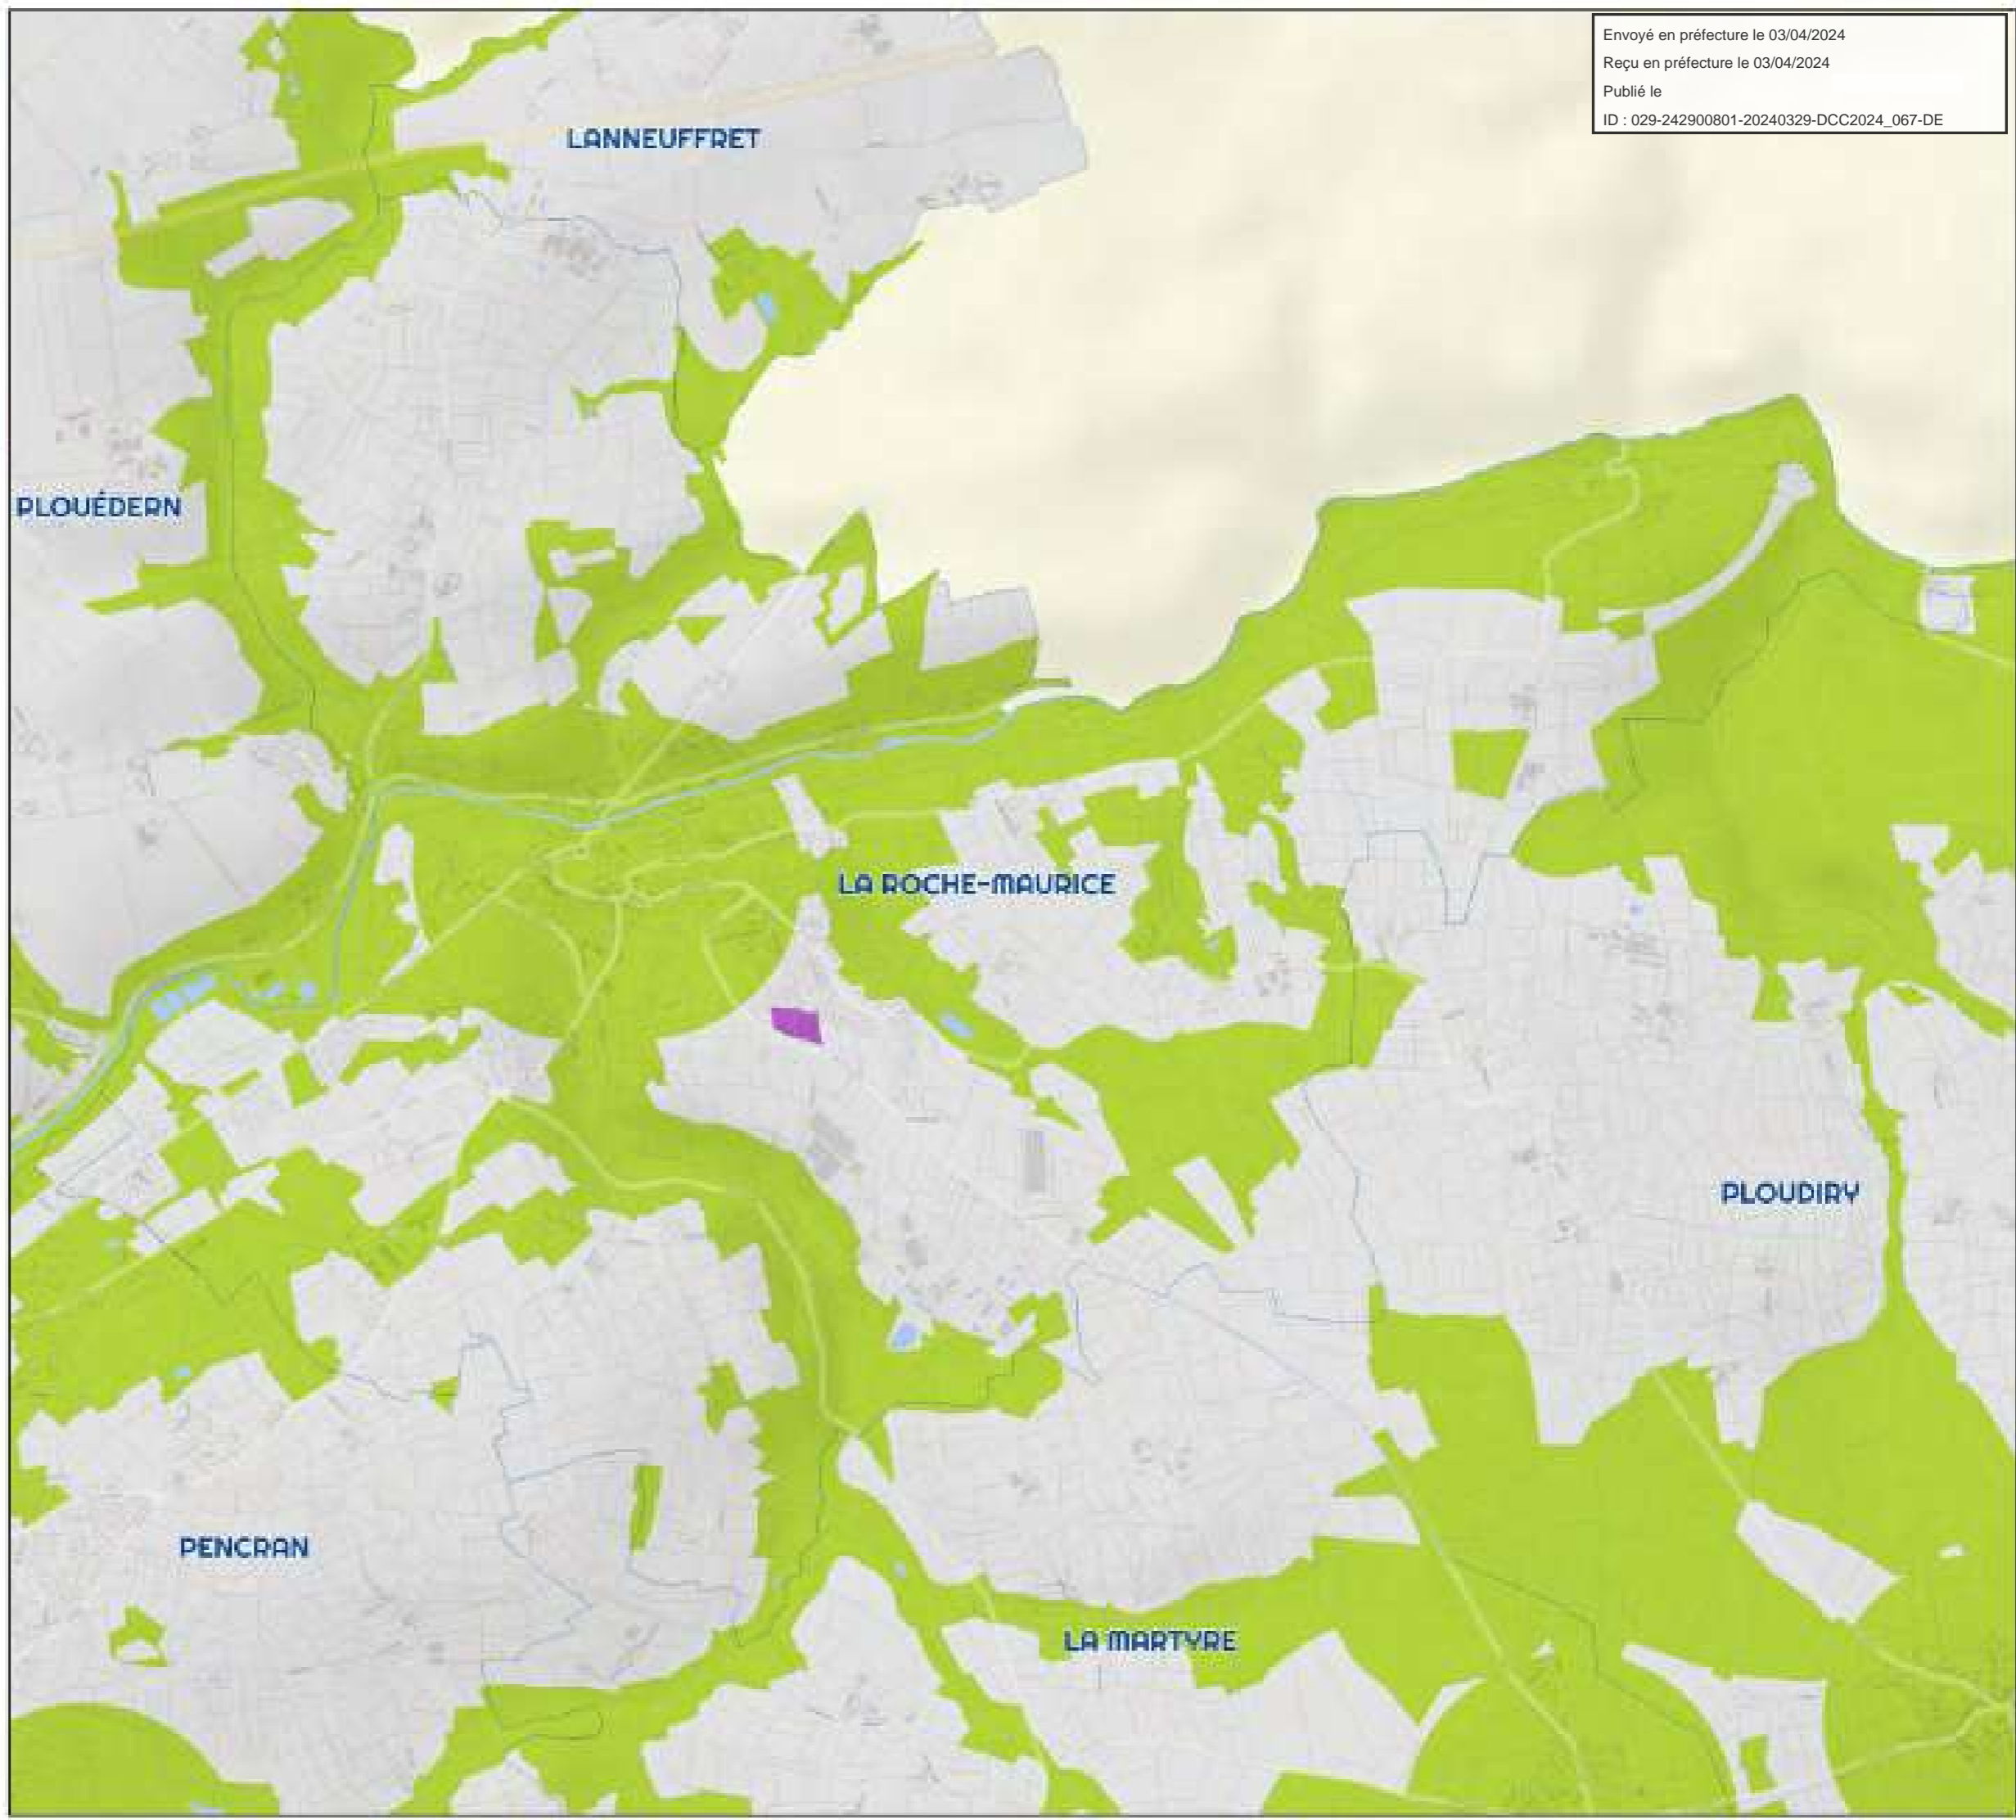 Envoyé en préfecture le 03/04/2024
Reçu en préfecture le 03/04/2024
Publié le
ID : 029-242900801-20240329-DCC2024_067-DE
LANNEUFFRET
PLOUÉDERN
LA ROCHE-MAURICE
PLOUDIRY
PENCRAN
LA MARTYRE